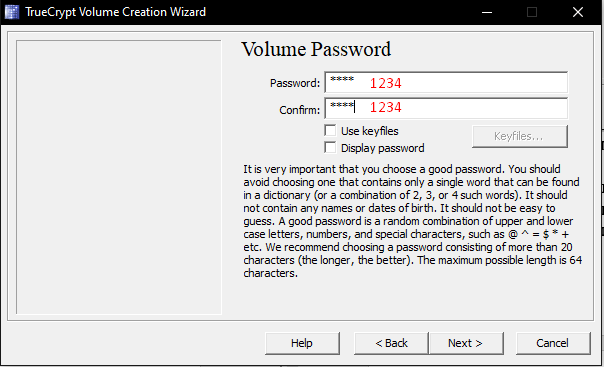 TrueCrypt Volume Creation Wizard
Volume Password
Password: **** 1234
Confirm: **** 1234
Use keyfiles
Keyfiles...
Display password
It is very important that you choose a good password. You should
avoid choosing one that contains only a single word that can be found
in a dictionary (or a combination of 2, 3, or 4 such words). It should
not contain any names or dates of birth. It should not be easy to
guess. A good password is a random combination of upper and lower
case letters, numbers, and special characters, such as @ ^ = $ * +
etc. We recommend choosing a password consisting of more than 20
characters (the longer, the better). The maximum possible length is 64
characters.
Help
< Back
Next >
Cancel